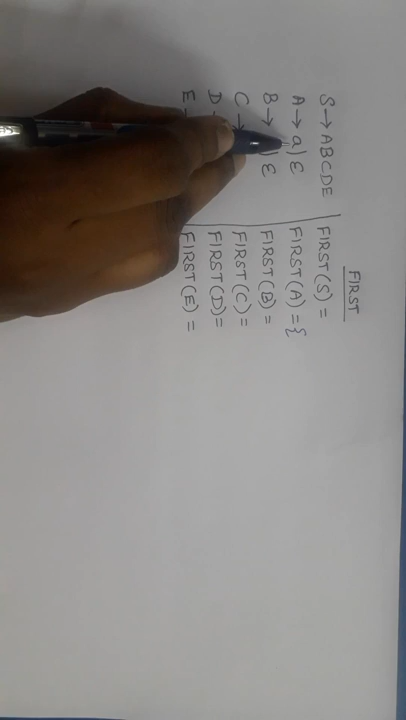 FIRST
S→ABCDE FIRST(S) =
A→a|ε FIRST(A) = {
B→ |ε FIRST(B) =
C→ FIRST(C) =
D- FIRST(D)=
E- FIRST(E) =